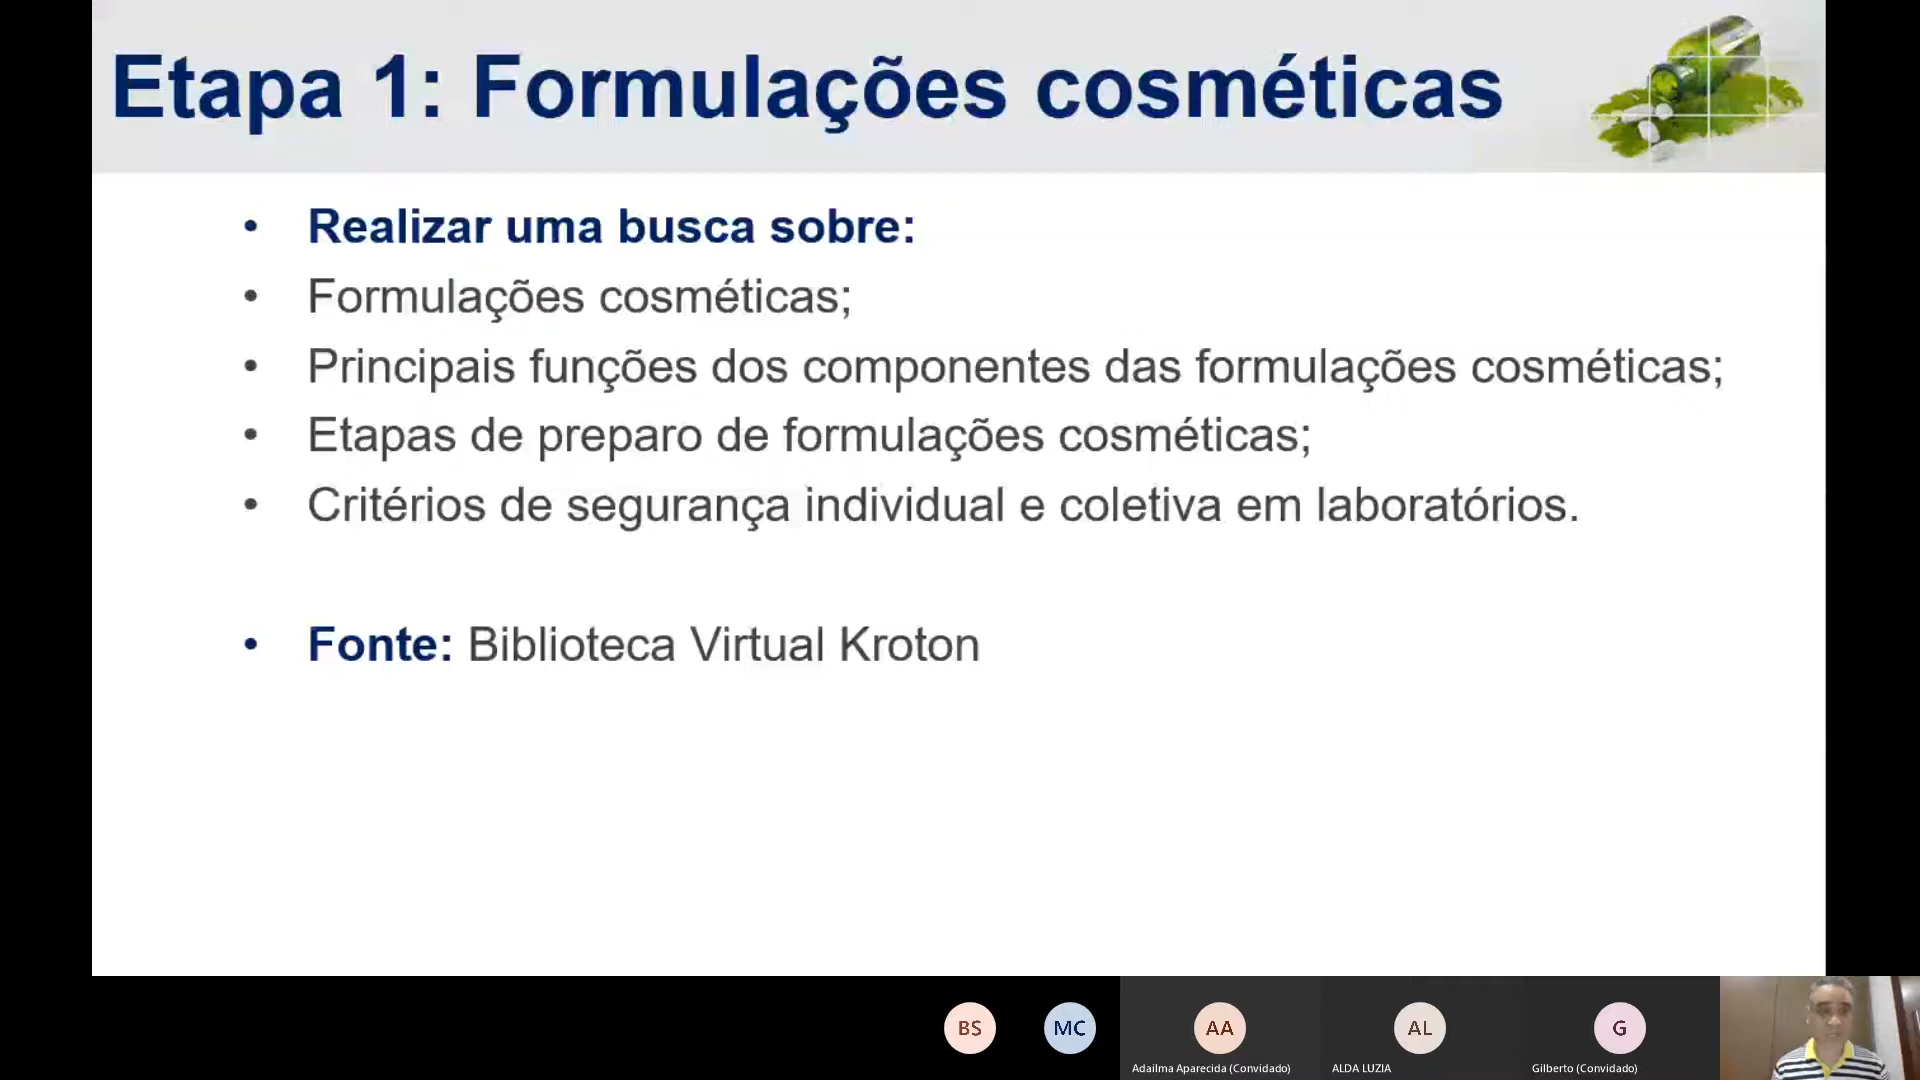 Etapa 1: Formulações cosméticas
• Realizar uma busca sobre:
• Formulações cosméticas;
• Principais funções dos componentes das formulações cosméticas;
• Etapas de preparo de formulações cosméticas;
• Critérios de segurança individual e coletiva em laboratórios.
• Fonte: Biblioteca Virtual Kroton
BS MC AA AL G
Adailma Aparecida (Convidado) ALDA LUZIA Gilberto (Convidado)